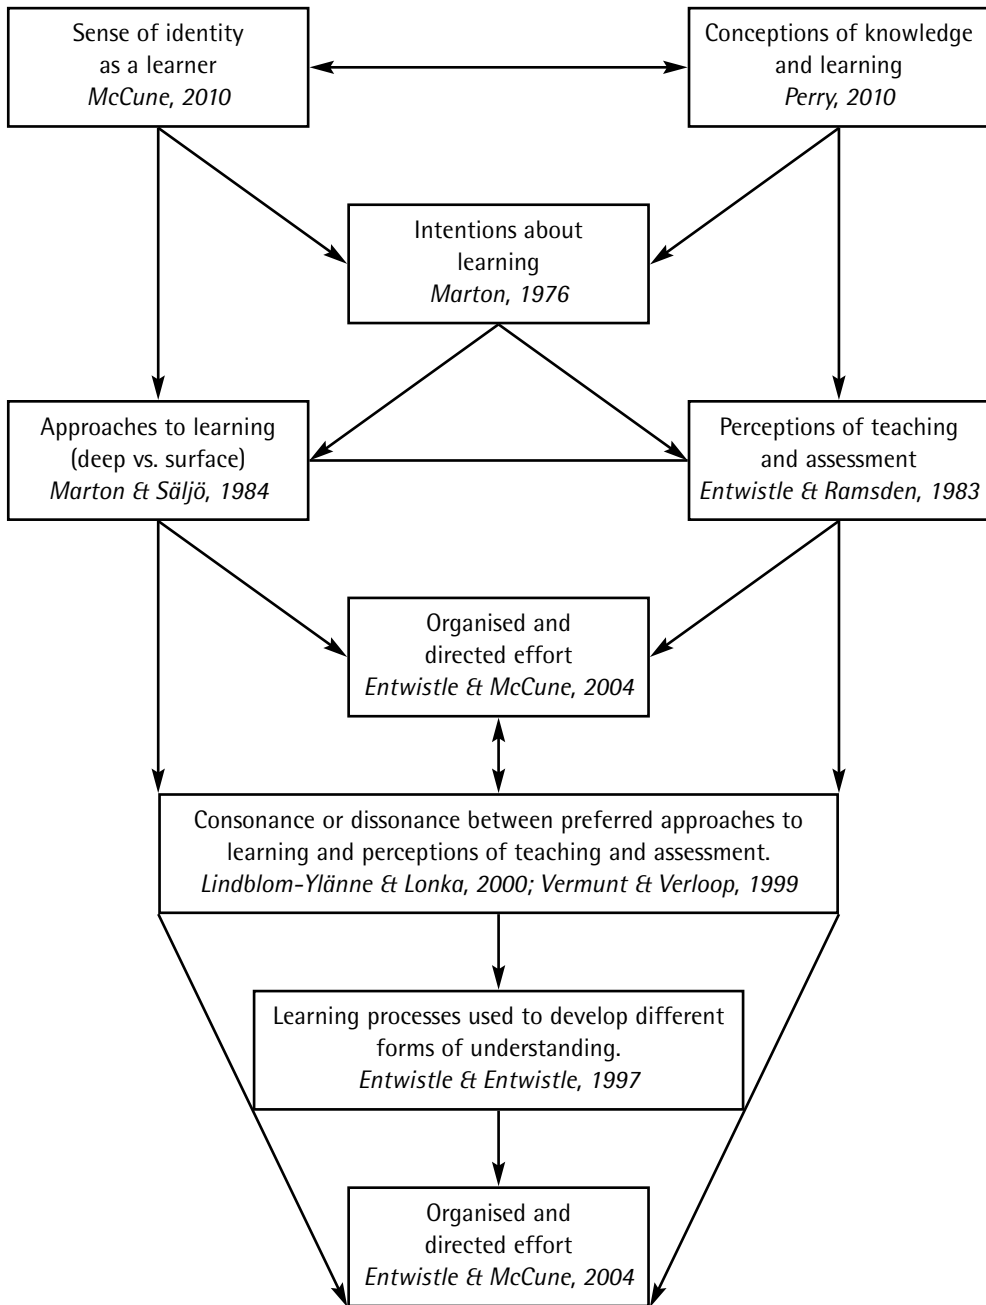 Sense of identity
as a learner
McCune, 2010
Conceptions of knowledge
and learning
Perry, 2010
Intentions about
learning
Marton, 1976
Approaches to learning
(deep vs. surface)
Marton & Säljö, 1984
Perceptions of teaching
and assessment
Entwistle & Ramsden, 1983
Organised and
directed effort
Entwistle & McCune, 2004
Consonance or dissonance between preferred approaches to
learning and perceptions of teaching and assessment.
Lindblom-Ylänne & Lonka, 2000; Vermunt & Verloop, 1999
Learning processes used to develop different
forms of understanding.
Entwistle & Entwistle, 1997
Organised and
directed effort
Entwistle & McCune, 2004